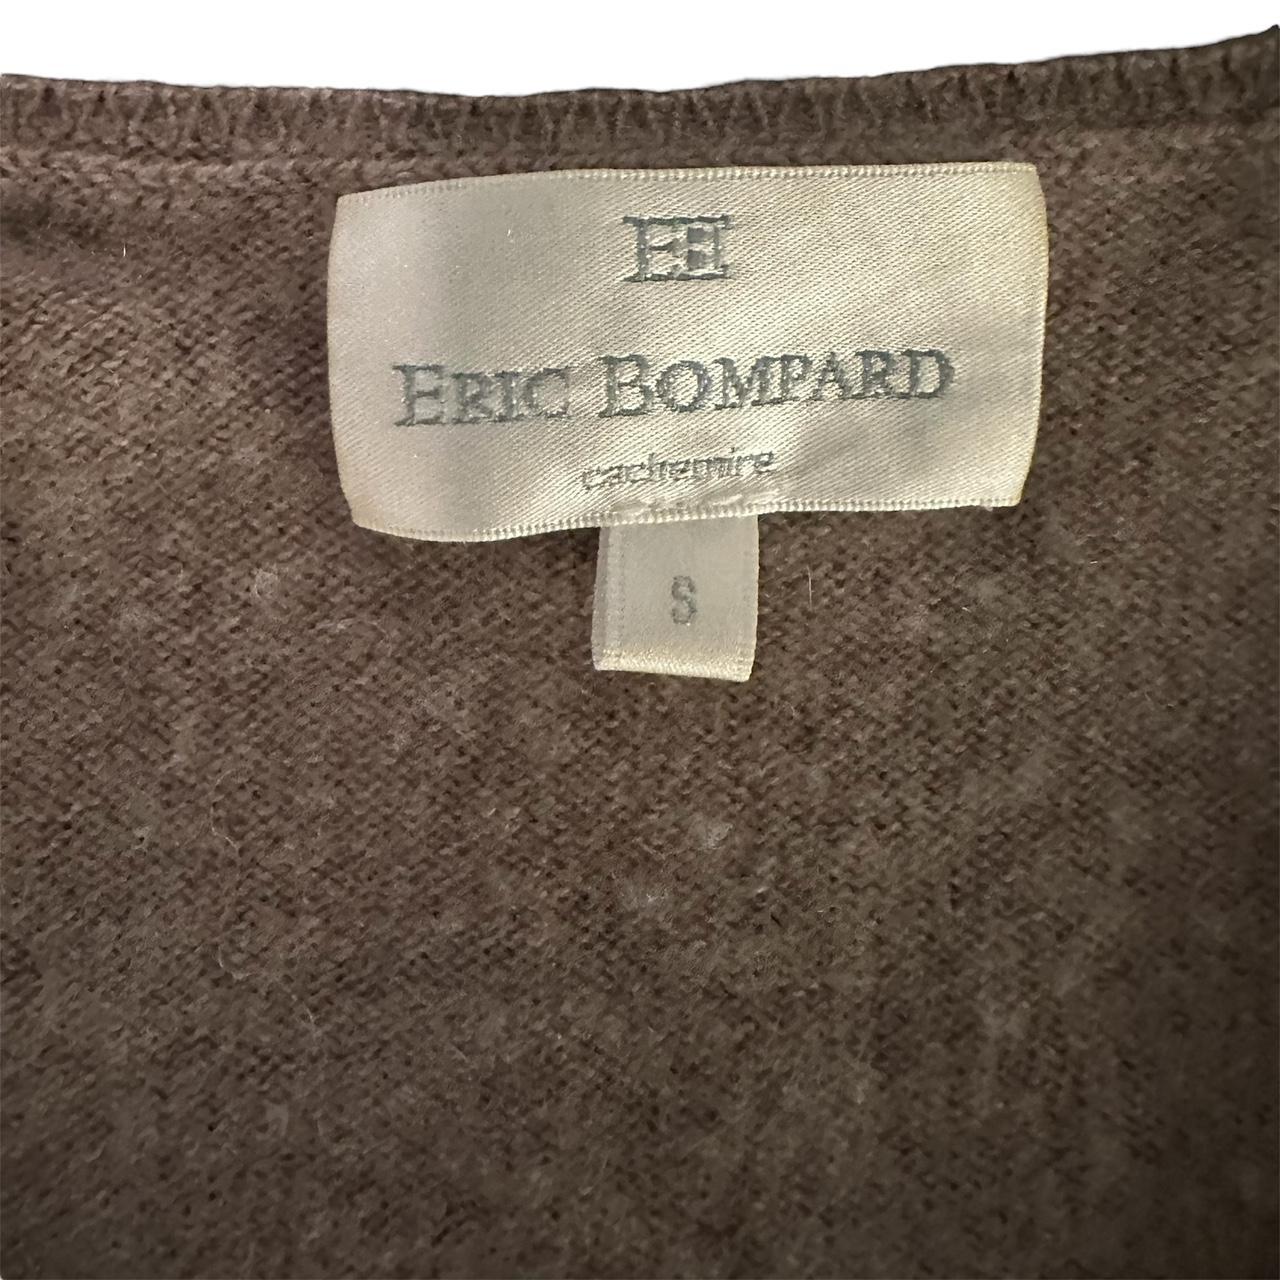 EB
ERIC BOMPARD
cachemire
S